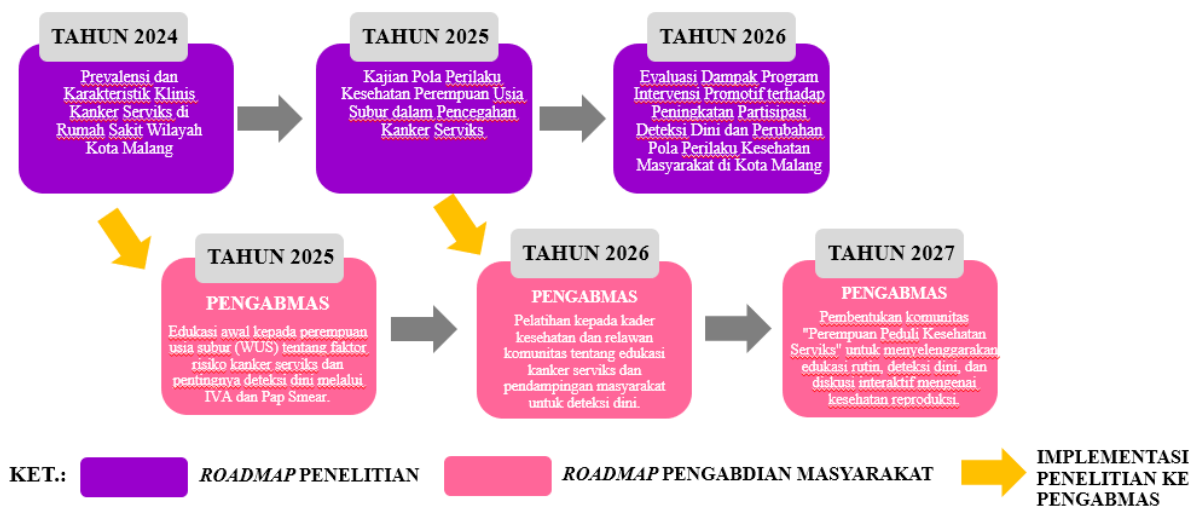 TAHUN 2024
Prevalensi dan
Karakteristik Klinis
Kanker Serviks di
Rumah Sakit Wilayah
Kota Malang
TAHUN 2025
Kajian Pola Perilaku
Kesehatan Perempuan Usia
Subur dalam Pencegahan
Kanker Serviks
TAHUN 2026
Evaluasi Dampak Program
Intervensi Promotif terhadap
Peningkatan Partisipasi
Deteksi Dini dan Perubahan
Pola Perilaku Kesehatan
Masyarakat di Kota Malang
TAHUN 2025
PENGABMAS
Edukasi awal kepada perempuan
usia subur (WUS) tentang faktor
risiko kanker serviks dan
pentingnya deteksi dini melalui
IVA dan Pap Smear.
TAHUN 2026
PENGABMAS
Pelatihan kepada kader
kesehatan dan relawan
komunitas tentang edukasi
kanker serviks dan
pendampingan masyarakat
untuk deteksi dini.
TAHUN 2027
PENGABMAS
Pembentukan komunitas
"Perempuan Peduli Kesehatan
Serviks" untuk menyelenggarakan
edukasi rutin, deteksi dini, dan
diskusi interaktif mengenai
kesehatan reproduksi.
KET.:
ROADMAP PENELITIAN
ROADMAP PENGABDIAN MASYARAKAT
IMPLEMENTASI
PENELITIAN KE
PENGABMAS